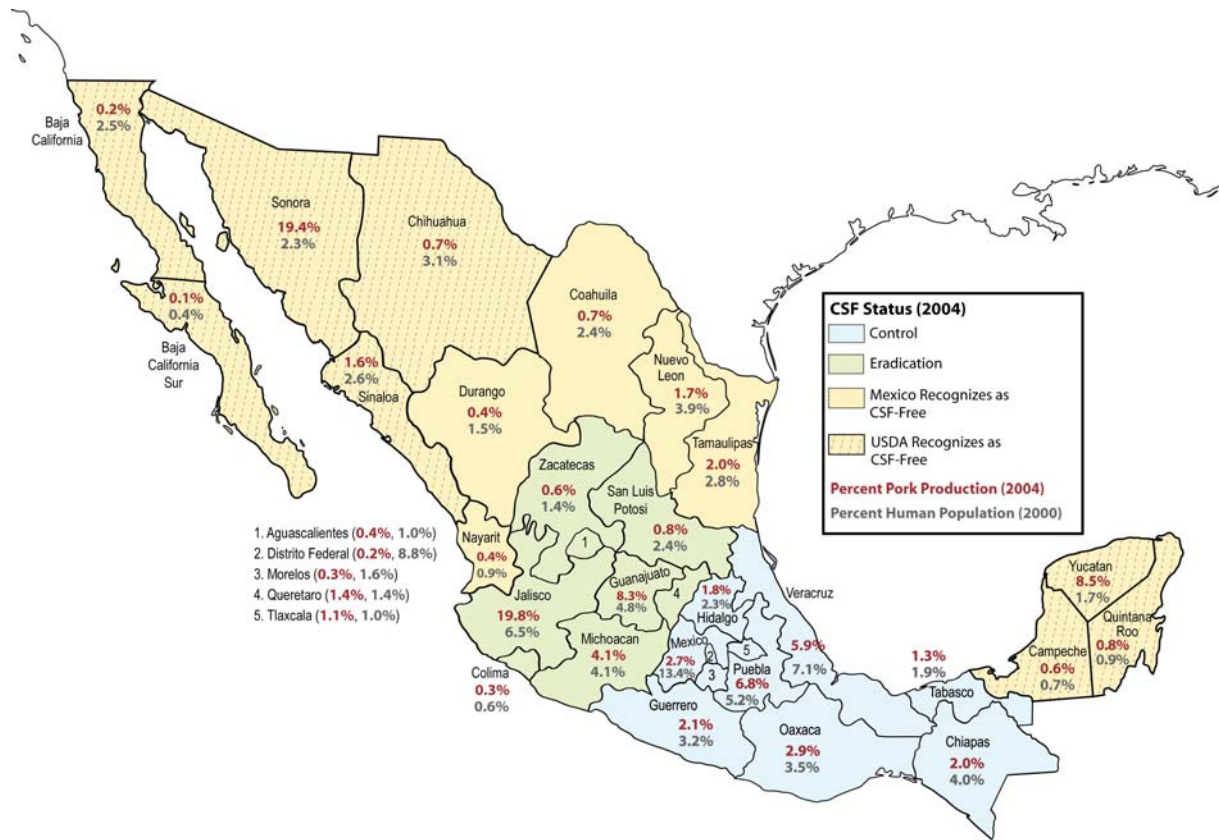 Baja
California
0.2%
2.5%
Sonora
19.4%
2.3%
Chihuahua
0.7%
3.1%
Coahuila
0.7%
2.4%
0.1%
0.4%
Baja
California
Sur
1.6%
2.6%
Sinaloa
Durango
0.4%
1.5%
Nuevo
Leon
1.7%
3.9%
Tamaulipas
2.0%
2.8%
CSF Status (2004)
Control
Eradication
Mexico Recognizes as
CSF-Free
USDA Recognizes as
CSF-Free
Percent Pork Production (2004)
Percent Human Population (2000)
Zacatecas
0.6%
1.4%
San Luis
Potosi
0.8%
2.4%
1. Aguascalientes (0.4%, 1.0%)
2. Distrito Federal (0.2%, 8.8%)
3. Morelos (0.3%, 1.6%)
4. Queretaro (1.4%, 1.4%)
5. Tlaxcala (1.1%, 1.0%)
Nayarit
0.4%
0.9%
1
Jalisco
19.8%
6.5%
Guanajuato
8.3%
4.8%
4
1.8%
2.3%
Hidalgo
Veracruz
5.9%
7.1%
Michoacan
4.1%
4.1%
Mexico
2.7%
13.4%
2
3
5
Puebla
6.8%
5.2%
Colima
0.3%
0.6%
Guerrero
2.1%
3.2%
Oaxaca
2.9%
3.5%
1.3%
1.9%
Tabasco
Chiapas
2.0%
4.0%
Yucatan
8.5%
1.7%
Quintana
Roo
0.8%
0.9%
Campeche
0.6%
0.7%